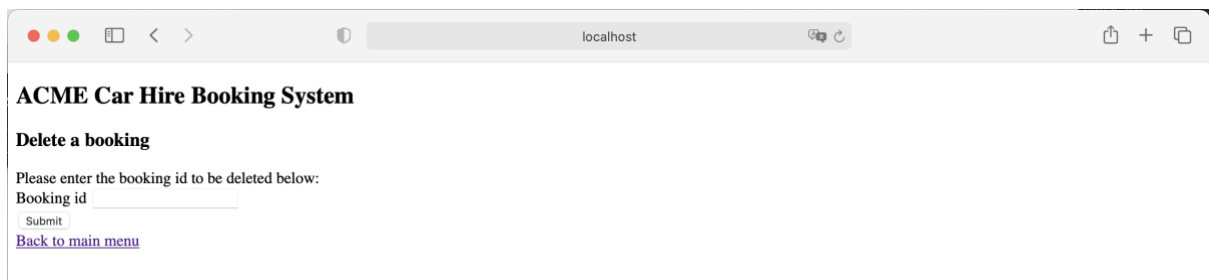 localhost
ACME Car Hire Booking System
Delete a booking
Please enter the booking id to be deleted below:
Booking id
Submit
Back to main menu